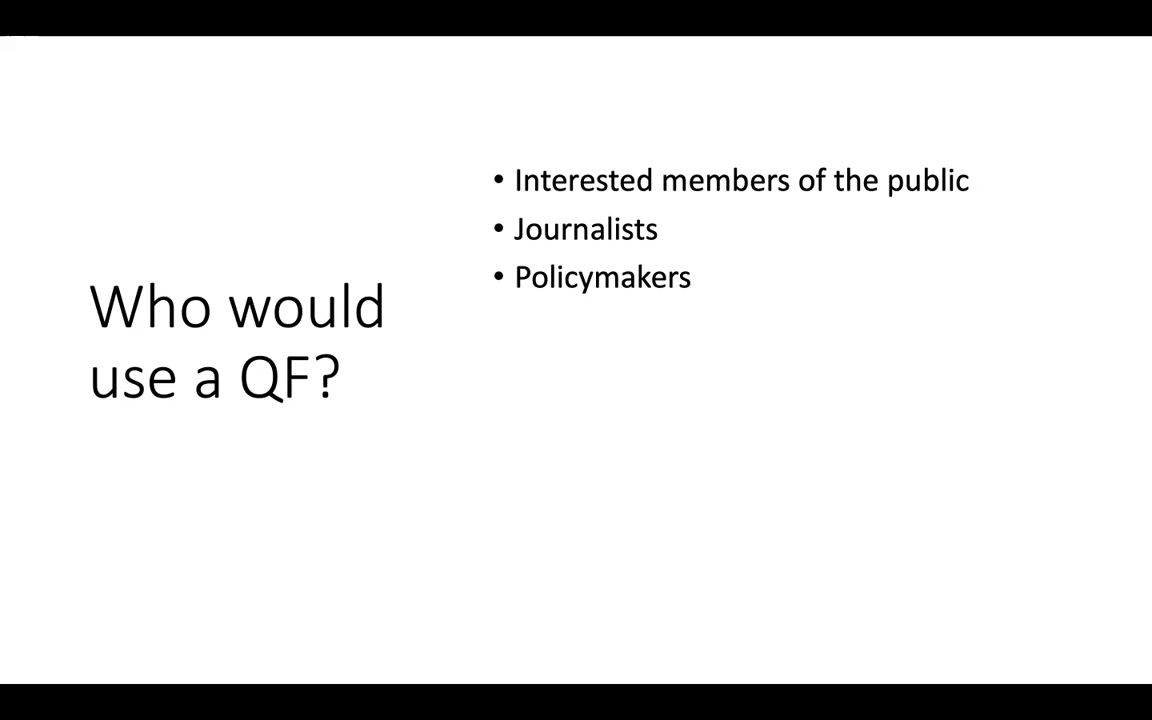 Who would
use a QF?
• Interested members of the public
• Journalists
• Policymakers